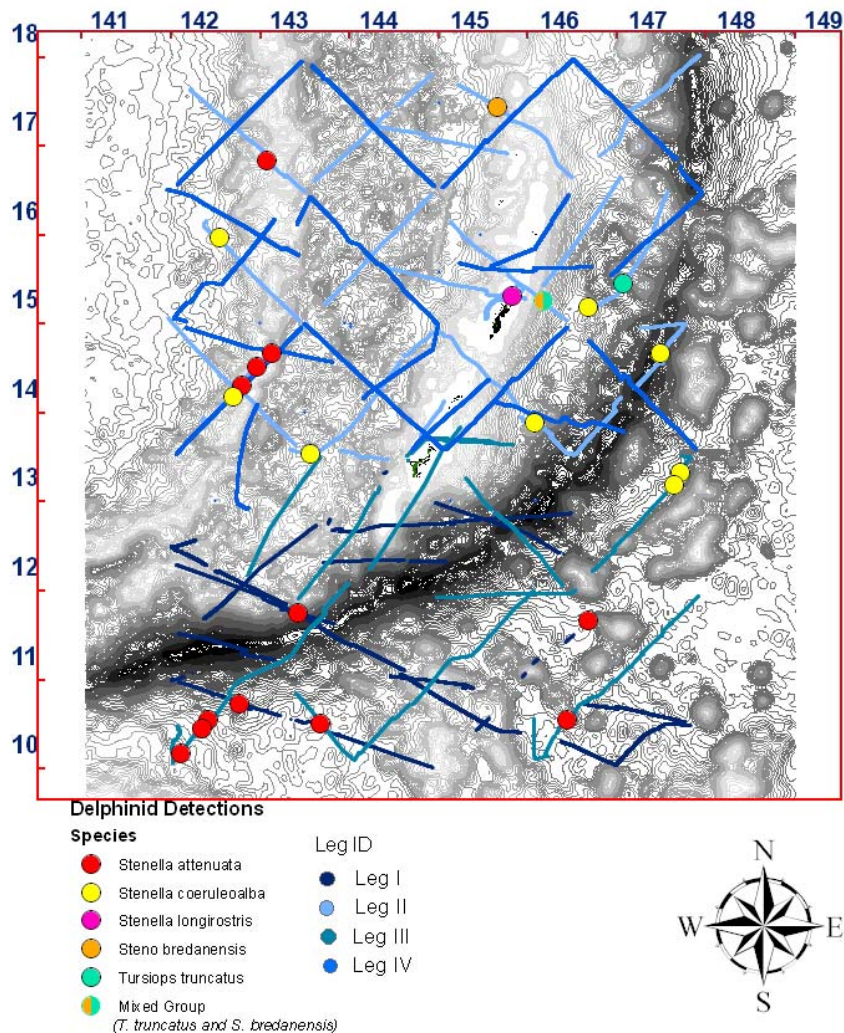 141 142 143 144 145 146 147 148 149
18
17
16
15
14
13
12
11
10
Delphinid Detections
Species
Stenella attenuata
Stenella coeruleoalba
Stenella longirostris
Steno bredanensis
Tursiops truncatus
Mixed Group
(T. truncatus and S. bredanensis)
Leg ID
Leg I
Leg II
Leg III
Leg IV
N
W E
S